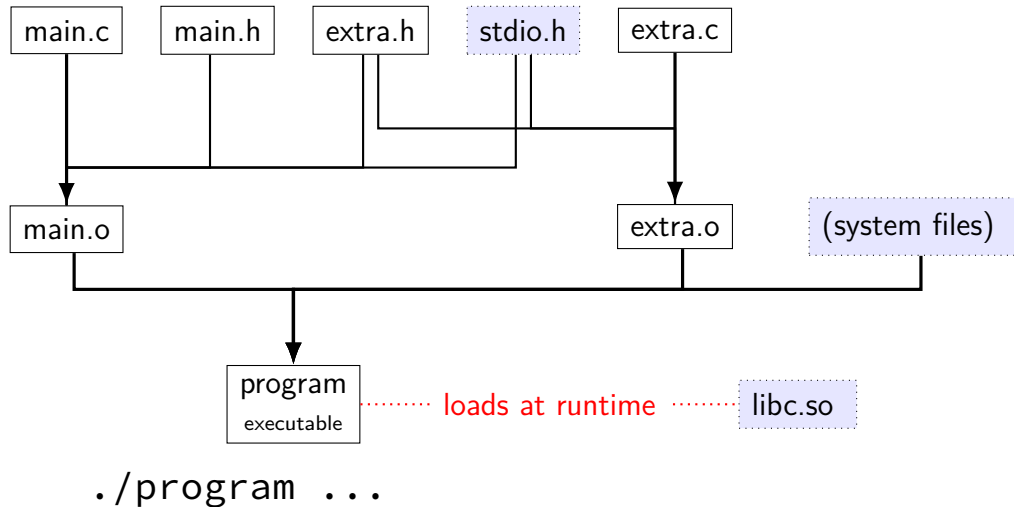 main.c main.h extra.h stdio.h extra.c
main.o extra.o (system files)
program
executable
loads at runtime libc.so
./program ...